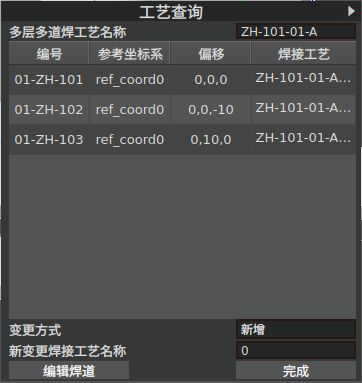 工艺查询
多层多道焊工艺名称 ZH-101-01-A
编号 参考坐标系 偏移 焊接工艺
01-ZH-101 ref_coord0 0,0,0 ZH-101-01-A...
01-ZH-102 ref_coord0 0,0,-10 ZH-101-01-A...
01-ZH-103 ref_coord0 0,10,0 ZH-101-01-A...
变更方式 新增
新变更焊接工艺名称 0
编辑焊道 完成